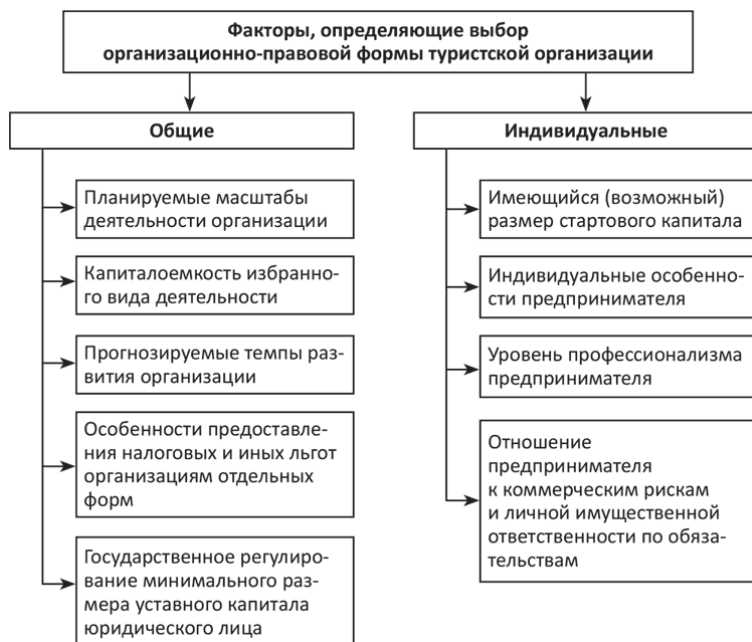 Факторы, определяющие выбор
организационно-правовой формы туристской организации
Общие
Планируемые масштабы
деятельности организации
Капиталоемкость избранно-
го вида деятельности
Прогнозируемые темпы раз-
вития организации
Особенности предоставле-
ния налоговых и иных льгот
организациям отдельных
форм
Государственное регулиро-
вание минимального раз-
мера уставного капитала
юридического лица
Индивидуальные
Имеющийся (возможный)
размер стартового капитала
Индивидуальные особенно-
сти предпринимателя
Уровень профессионализма
предпринимателя
Отношение
предпринимателя
к коммерческим рискам
и личной имущественной
ответственности по обяза-
тельствам